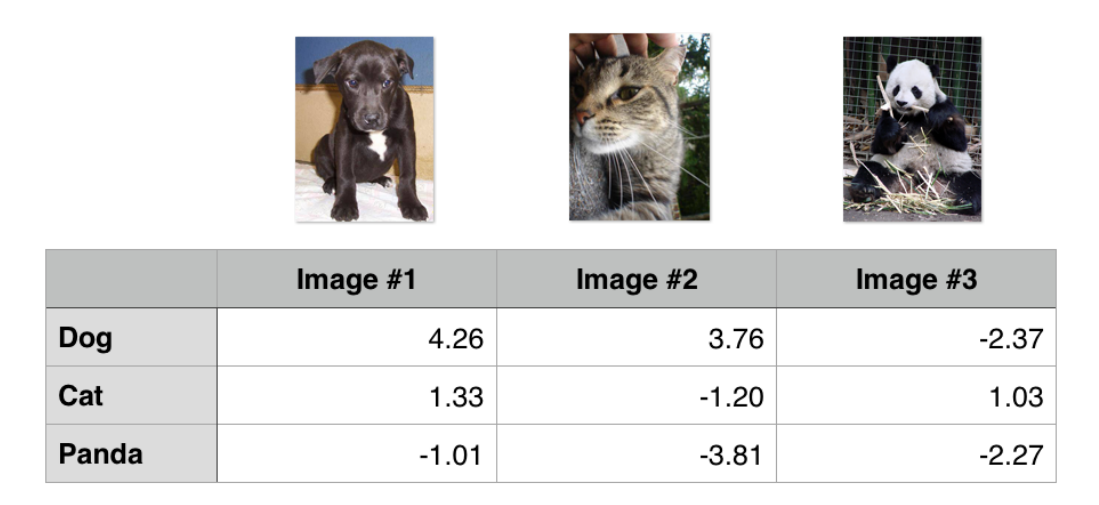 Image #1 Image #2 Image #3
Dog 4.26 3.76 -2.37
Cat 1.33 -1.20 1.03
Panda -1.01 -3.81 -2.27